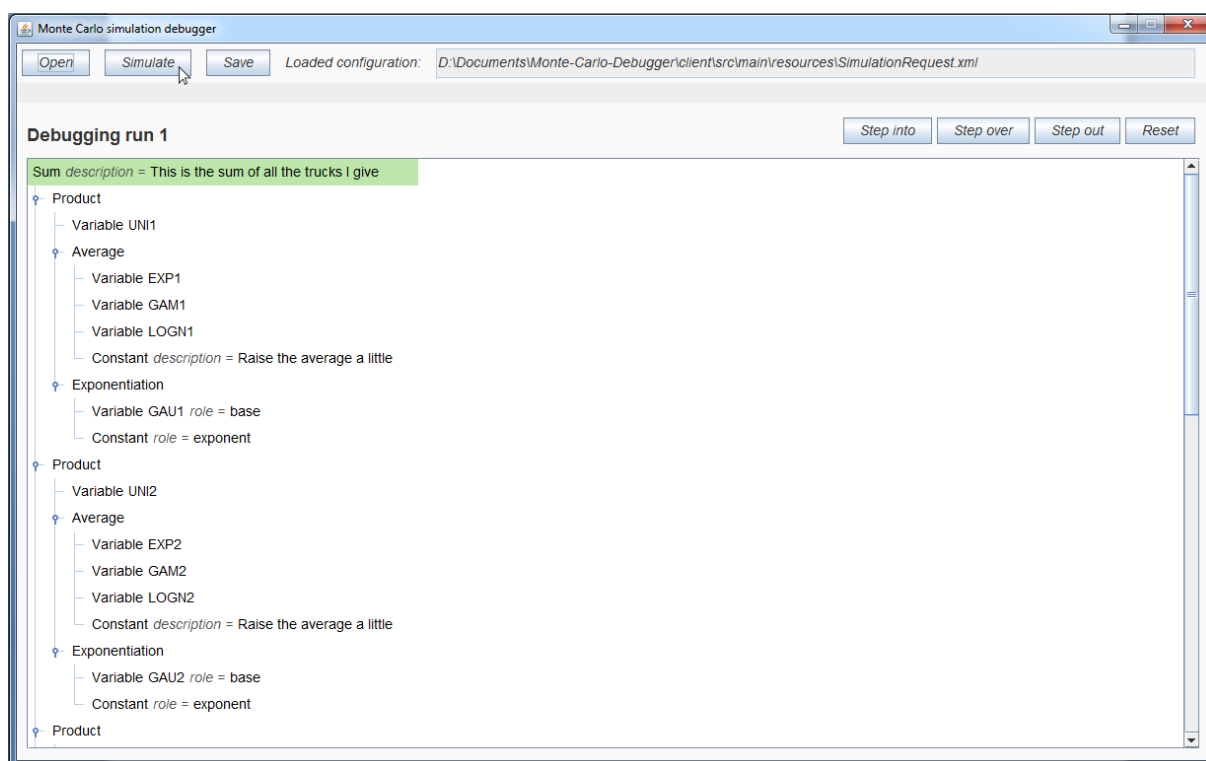 Monte Carlo simulation debugger
Open Simulate Save Loaded configuration: D:\Documents\Monte-Carlo-Debugger\client\src\main\resources\SimulationRequest.xml
Debugging run 1 Step into Step over Step out Reset
Sum description = This is the sum of all the trucks I give
Product
Variable UNI1
Average
Variable EXP1
Variable GAM1
Variable LOGN1
Constant description = Raise the average a little
Exponentiation
Variable GAU1 role = base
Constant role = exponent
Product
Variable UNI2
Average
Variable EXP2
Variable GAM2
Variable LOGN2
Constant description = Raise the average a little
Exponentiation
Variable GAU2 role = base
Constant role = exponent
Product